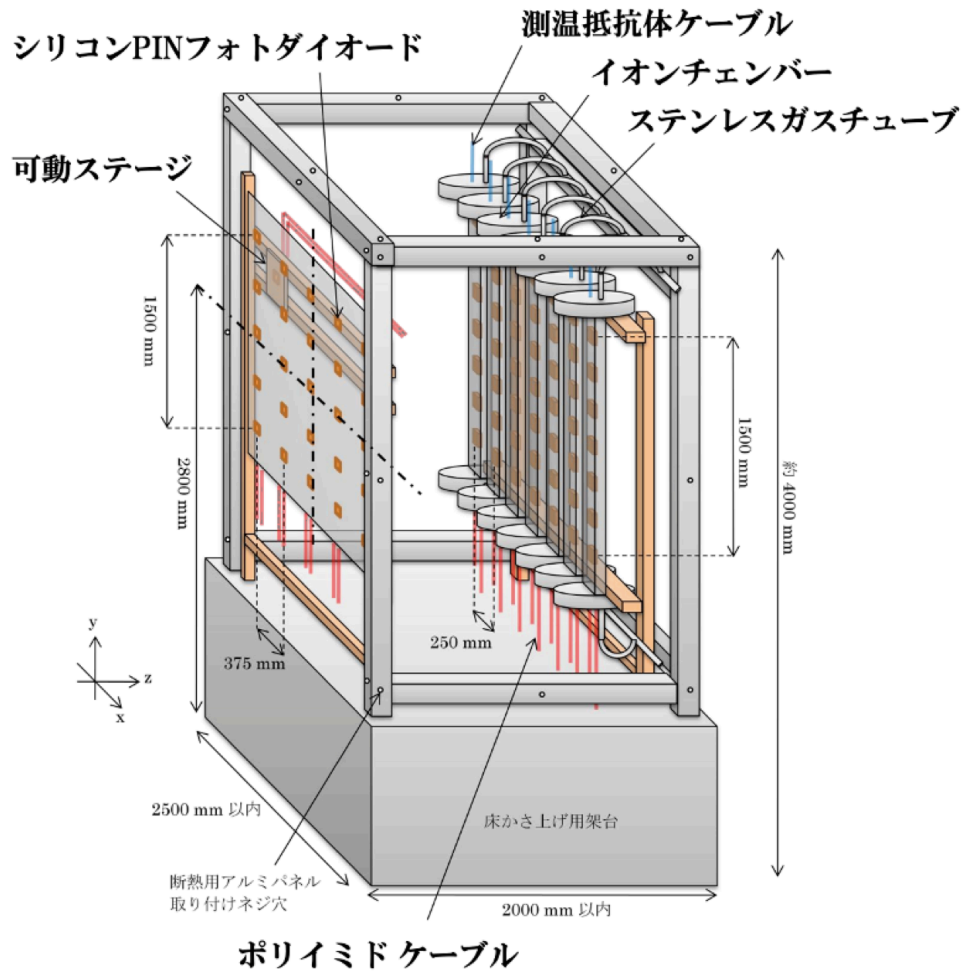 測温抵抗体ケーブル
シリコンPINフォトダイオード
イオンチェンバー
ステンレスガスチューブ
可動ステージ
1500 mm
1500 mm
2800 mm
約 4000 mm
y
z
x
375 mm
250 mm
2500 mm 以内
床かさ上げ用架台
断熱用アルミパネル
取り付けネジ穴
2000 mm 以内
ポリイミド ケーブル